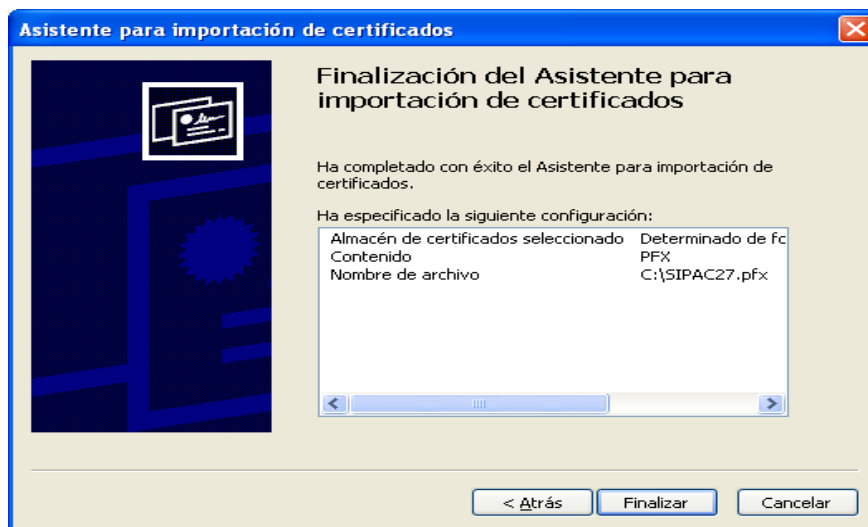 Asistente para importación de certificados
Finalización del Asistente para
importación de certificados
Ha completado con éxito el Asistente para importación de
certificados.
Ha especificado la siguiente configuración:
Almacén de certificados seleccionado Determinado de fc
Contenido PFX
Nombre de archivo C:\SIPAC27.pfx
< Atrás Finalizar Cancelar